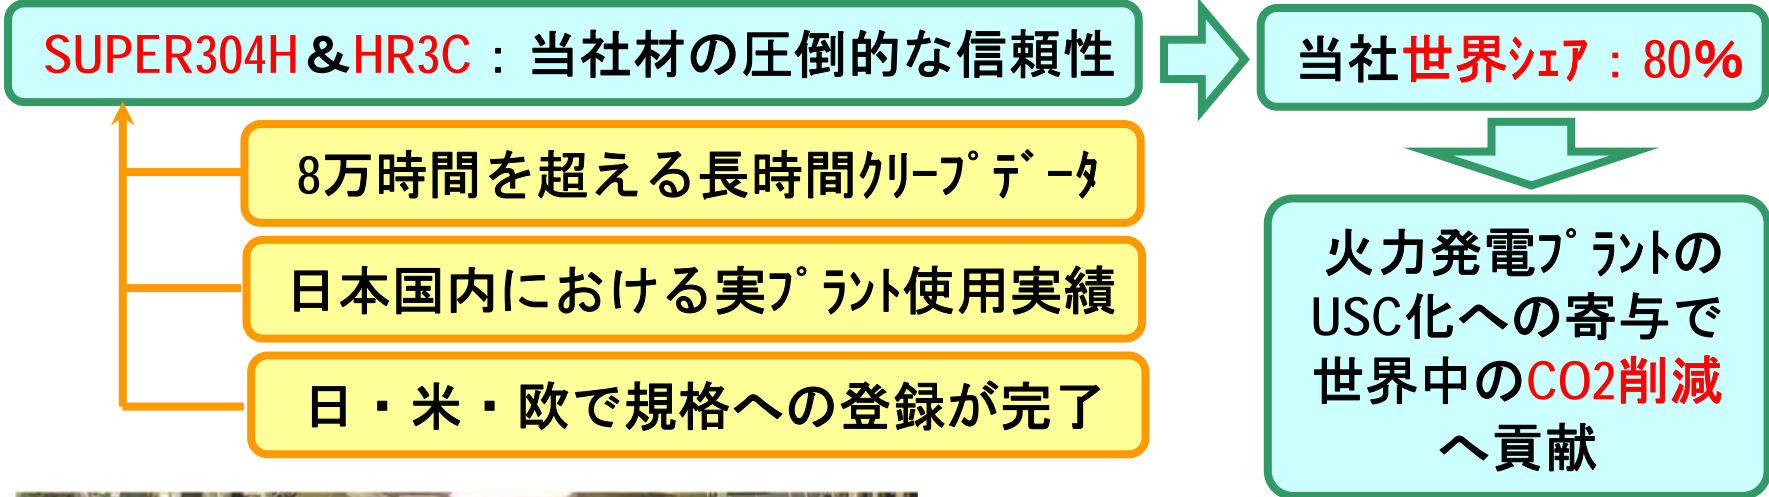 SUPER304H＆HR3C：当社材の圧倒的な信頼性
当社世界ｼｪｱ：80%
8万時間を超える長時間ｸﾘｰﾌﾟﾃﾞｰﾀ
日本国内における実ﾌﾟﾗﾝﾄ使用実績
日・米・欧で規格への登録が完了
火力発電ﾌﾟﾗﾝﾄの
USC化への寄与で
世界中のCO2削減
へ貢献